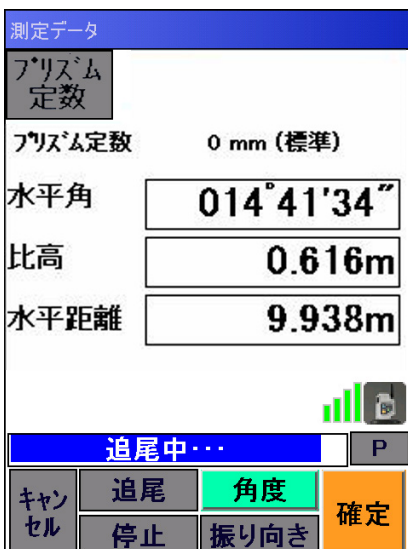 測定データ
プリズム
定数
プリズム定数 0 mm (標準)
水平角 014°41'34"
比高 0.616m
水平距離 9.938m
追尾中･･･ P
キャン
セル
追尾 角度
停止 振り向き
確定